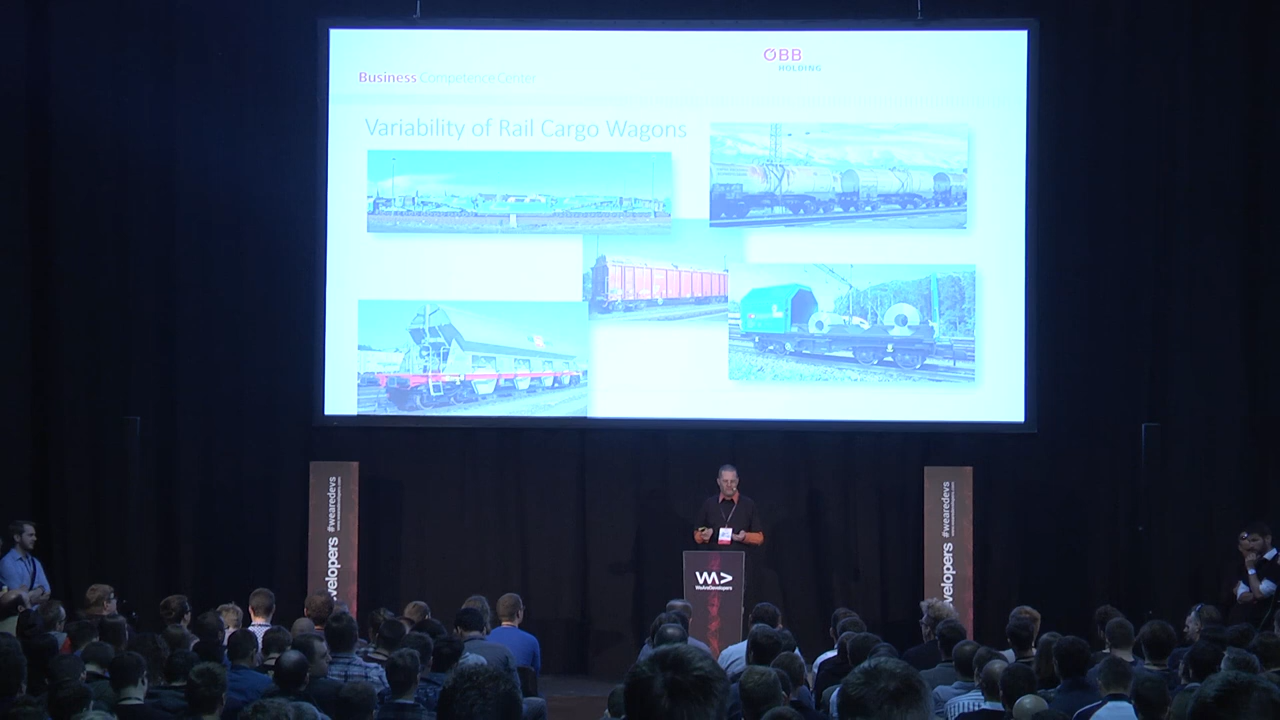 ÖBB
HOLDING
Business Competence Center
Variability of Rail Cargo Wagons
velopers #wearedevs
velopers #wearedevs
WeAreDevelopers